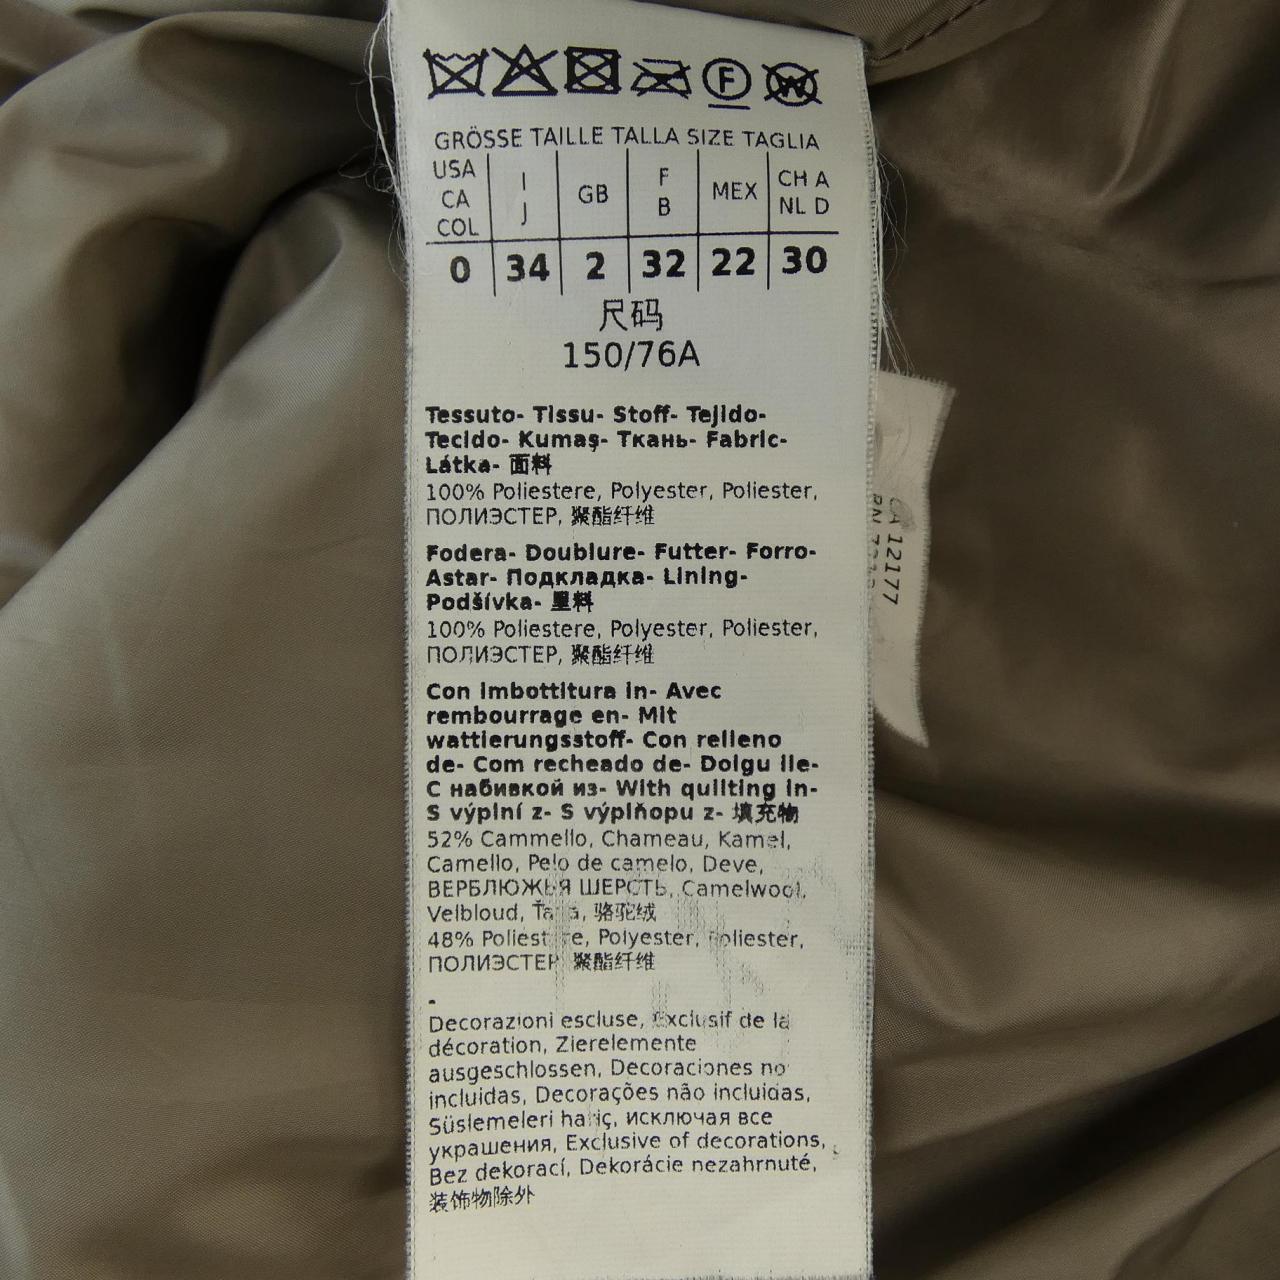 F W
GRÖSSE TAILLE TALLA SIZE TAGLIA
USA CA COL
I J
GB
F B
MEX
CH A NL D
0 34 2 32 22 30
尺码
150/76A
Tessuto- Tissu- Stoff- Tejido-
Tecido- Kumaş- Ткань- Fabric-
Látka- 面料
100% Poliestere, Polyester, Poliester,
ПОЛИЭСТЕР, 聚酯纤维
Fodera- Doublure- Futter- Forro-
Astar- Подкладка- Lining-
Podšívka- 里料
100% Poliestere, Polyester, Poliester,
ПОЛИЭСТЕР, 聚酯纤维
Con imbottitura in- Avec
rembourrage en- Mit
wattierungsstoff- Con relleno
de- Com recheado de- Dolgu ile-
С набивкой из- With quilting in-
S výplní z- S výplňopu z- 填充物
52% Cammello, Chameau, Kamel,
Camello, Pelo de camelo, Deve,
ВЕРБЛЮЖЬЯ ШЕРСТЬ, Camelwool,
Velbloud, 骆驼绒
48% Poliestere, Polyester, Poliester,
ПОЛИЭСТЕР 聚酯纤维
-
Decorazioni escluse, Exclusif de la
décoration, Zierelemente
ausgeschlossen, Decoraciones no
incluidas, Decorações não incluidas,
Süslemeleri hariç, исключая все
украшения, Exclusive of decorations,
Bez dekorací, Dekorácie nezahrnuté,
装饰物除外
CA 12177
RN